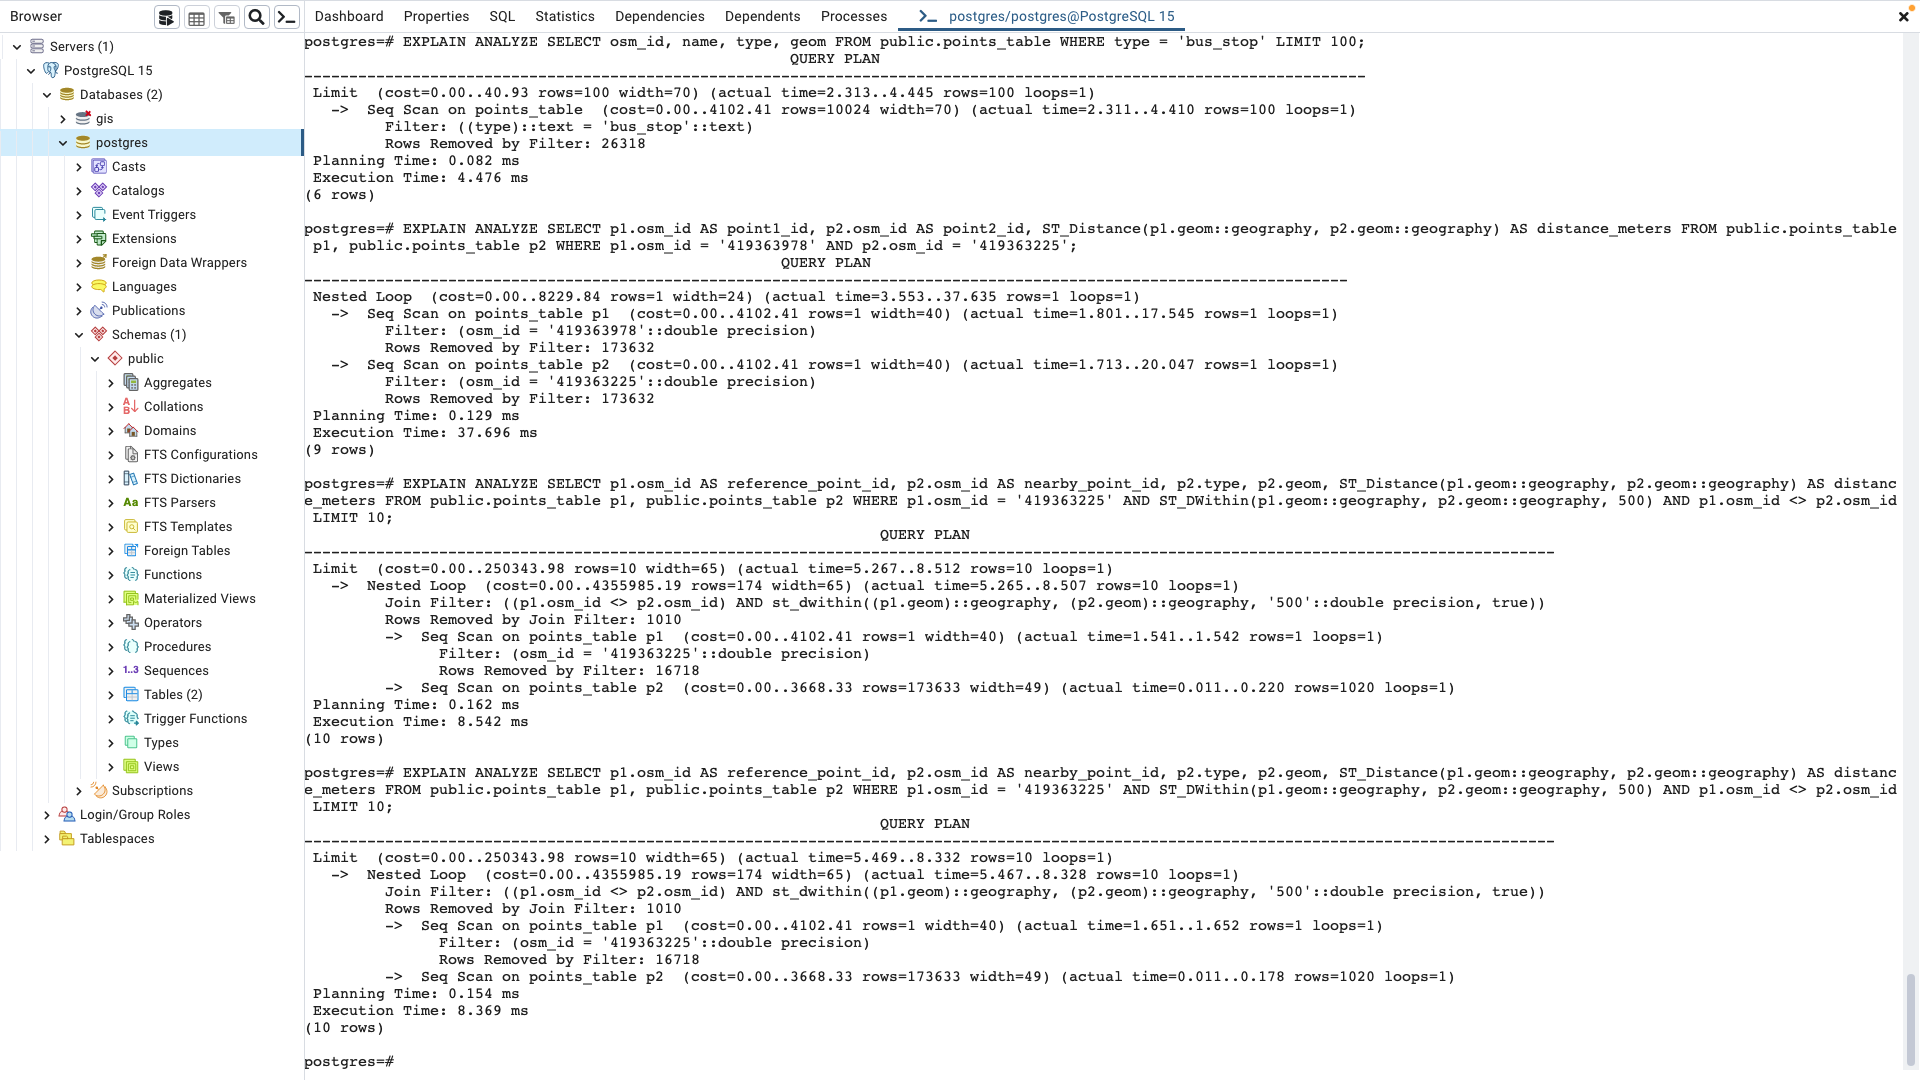 Browser
Dashboard Properties SQL Statistics Dependencies Dependents Processes postgres/postgres@PostgreSQL 15
Servers (1)
PostgreSQL 15
Databases (2)
gis
postgres
Casts
Catalogs
Event Triggers
Extensions
Foreign Data Wrappers
Languages
Publications
Schemas (1)
public
Aggregates
Collations
Domains
FTS Configurations
FTS Dictionaries
FTS Parsers
FTS Templates
Foreign Tables
Functions
Materialized Views
Operators
Procedures
Sequences
Tables (2)
Trigger Functions
Types
Views
Subscriptions
Login/Group Roles
Tablespaces
postgres=# EXPLAIN ANALYZE SELECT osm_id, name, type, geom FROM public.points_table WHERE type = 'bus_stop' LIMIT 100;
QUERY PLAN
Limit (cost=0.00..40.93 rows=100 width=70) (actual time=2.313..4.445 rows=100 loops=1)
-> Seq Scan on points_table (cost=0.00..4102.41 rows=10024 width=70) (actual time=2.311..4.410 rows=100 loops=1)
Filter: ((type)::text = 'bus_stop'::text)
Rows Removed by Filter: 26318
Planning Time: 0.082 ms
Execution Time: 4.476 ms
(6 rows)
postgres=# EXPLAIN ANALYZE SELECT p1.osm_id AS point1_id, p2.osm_id AS point2_id, ST_Distance(p1.geom::geography, p2.geom::geography) AS distance_meters FROM public.points_table
p1, public.points_table p2 WHERE p1.osm_id = '419363978' AND p2.osm_id = '419363225';
QUERY PLAN
Nested Loop (cost=0.00..8229.84 rows=1 width=24) (actual time=3.553..37.635 rows=1 loops=1)
-> Seq Scan on points_table p1 (cost=0.00..4102.41 rows=1 width=40) (actual time=1.801..17.545 rows=1 loops=1)
Filter: (osm_id = '419363978'::double precision)
Rows Removed by Filter: 173632
-> Seq Scan on points_table p2 (cost=0.00..4102.41 rows=1 width=40) (actual time=1.713..20.047 rows=1 loops=1)
Filter: (osm_id = '419363225'::double precision)
Rows Removed by Filter: 173632
Planning Time: 0.129 ms
Execution Time: 37.696 ms
(9 rows)
postgres=# EXPLAIN ANALYZE SELECT p1.osm_id AS reference_point_id, p2.osm_id AS nearby_point_id, p2.type, p2.geom, ST_Distance(p1.geom::geography, p2.geom::geography) AS distanc
e_meters FROM public.points_table p1, public.points_table p2 WHERE p1.osm_id = '419363225' AND ST_DWithin(p1.geom::geography, p2.geom::geography, 500) AND p1.osm_id <> p2.osm_id
LIMIT 10;
QUERY PLAN
Limit (cost=0.00..250343.98 rows=10 width=65) (actual time=5.267..8.512 rows=10 loops=1)
-> Nested Loop (cost=0.00..4355985.19 rows=174 width=65) (actual time=5.265..8.507 rows=10 loops=1)
Join Filter: ((p1.osm_id <> p2.osm_id) AND st_dwithin((p1.geom)::geography, (p2.geom)::geography, '500'::double precision, true))
Rows Removed by Join Filter: 1010
-> Seq Scan on points_table p1 (cost=0.00..4102.41 rows=1 width=40) (actual time=1.541..1.542 rows=1 loops=1)
Filter: (osm_id = '419363225'::double precision)
Rows Removed by Filter: 16718
-> Seq Scan on points_table p2 (cost=0.00..3668.33 rows=173633 width=49) (actual time=0.011..0.220 rows=1020 loops=1)
Planning Time: 0.162 ms
Execution Time: 8.542 ms
(10 rows)
postgres=# EXPLAIN ANALYZE SELECT p1.osm_id AS reference_point_id, p2.osm_id AS nearby_point_id, p2.type, p2.geom, ST_Distance(p1.geom::geography, p2.geom::geography) AS distanc
e_meters FROM public.points_table p1, public.points_table p2 WHERE p1.osm_id = '419363225' AND ST_DWithin(p1.geom::geography, p2.geom::geography, 500) AND p1.osm_id <> p2.osm_id
LIMIT 10;
QUERY PLAN
Limit (cost=0.00..250343.98 rows=10 width=65) (actual time=5.469..8.332 rows=10 loops=1)
-> Nested Loop (cost=0.00..4355985.19 rows=174 width=65) (actual time=5.467..8.328 rows=10 loops=1)
Join Filter: ((p1.osm_id <> p2.osm_id) AND st_dwithin((p1.geom)::geography, (p2.geom)::geography, '500'::double precision, true))
Rows Removed by Join Filter: 1010
-> Seq Scan on points_table p1 (cost=0.00..4102.41 rows=1 width=40) (actual time=1.651..1.652 rows=1 loops=1)
Filter: (osm_id = '419363225'::double precision)
Rows Removed by Filter: 16718
-> Seq Scan on points_table p2 (cost=0.00..3668.33 rows=173633 width=49) (actual time=0.011..0.178 rows=1020 loops=1)
Planning Time: 0.154 ms
Execution Time: 8.369 ms
(10 rows)
postgres=#